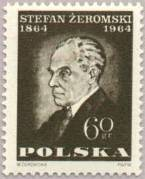 STEFAN ŻEROMSKI
1864 1964
60 gr
POLSKA